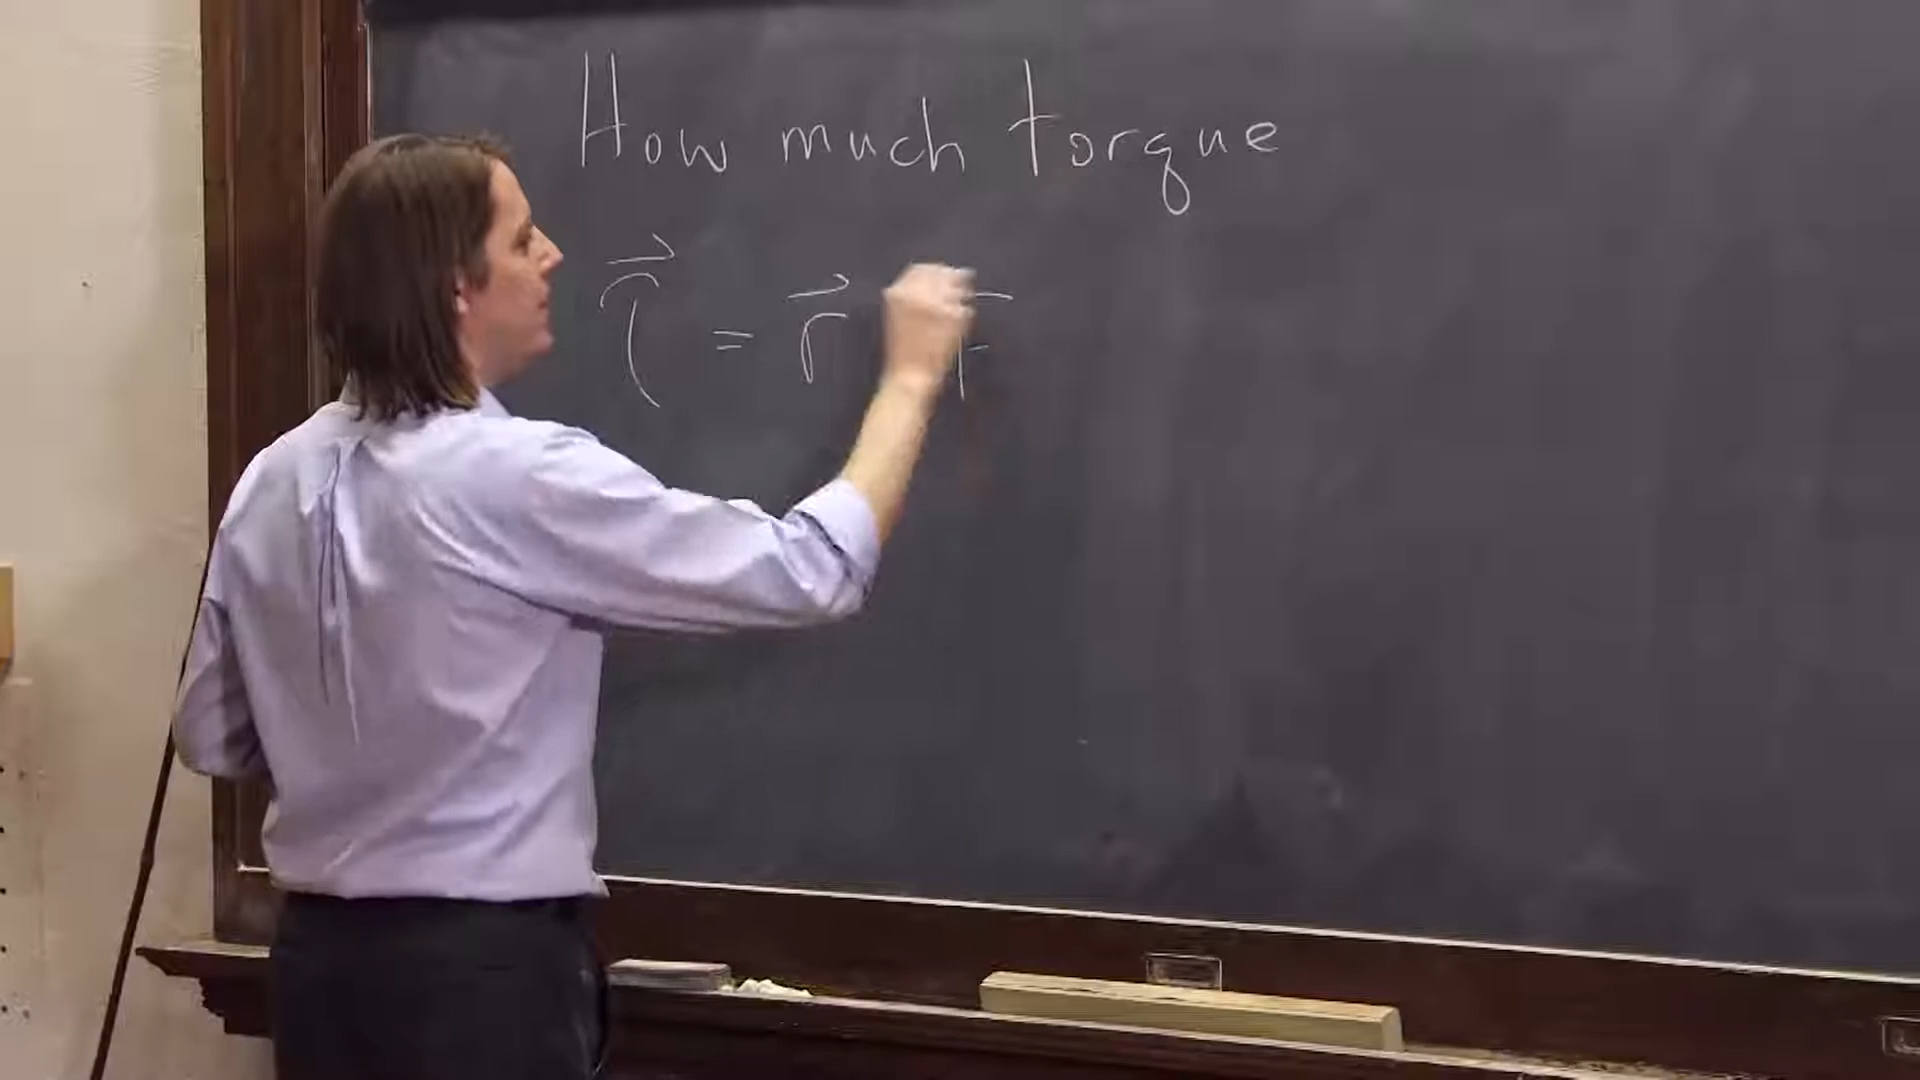 How much torque
τ⃗ = r⃗ F